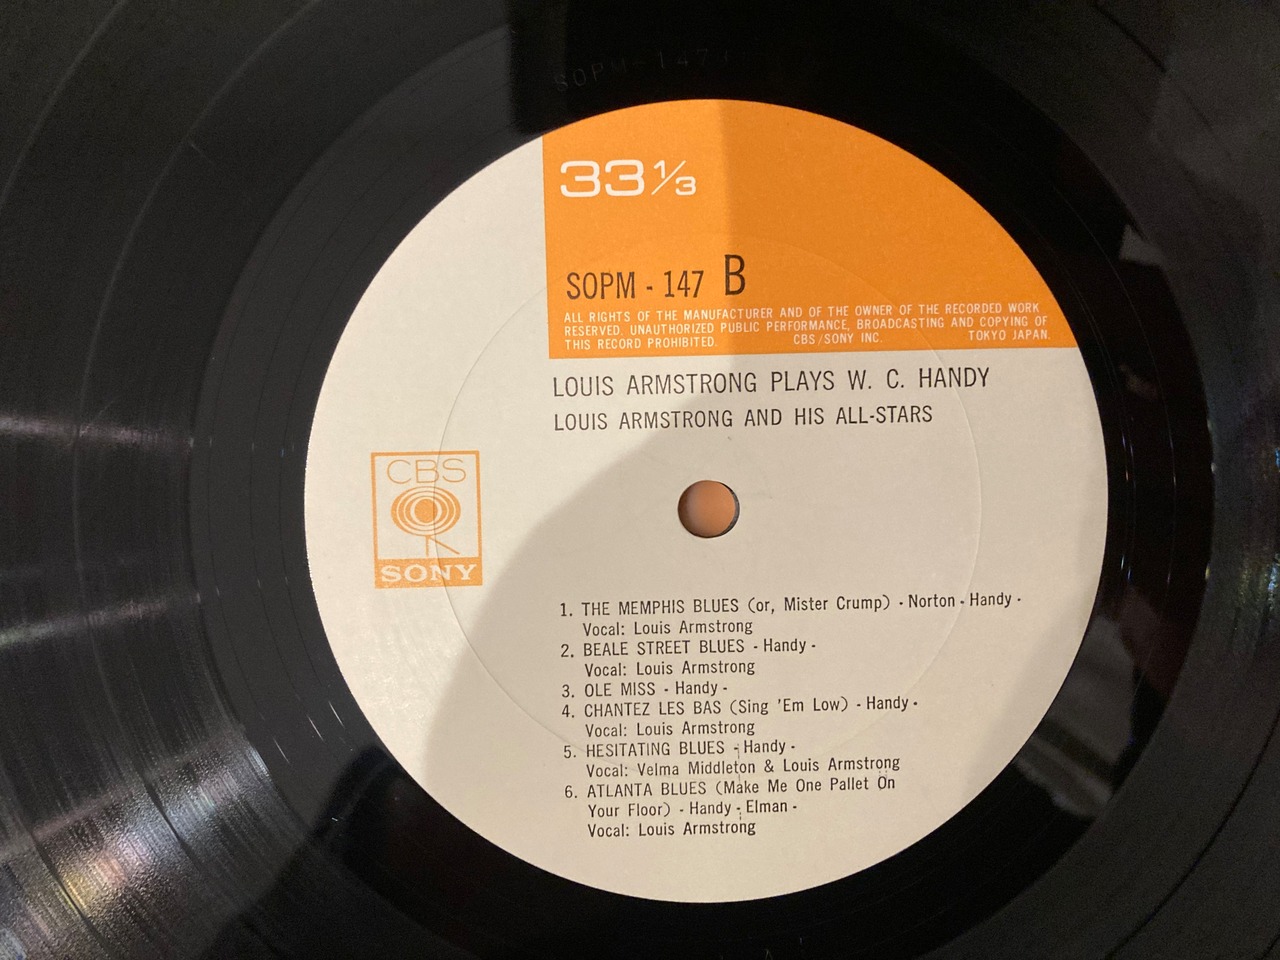 SOPM-147
33 1/3
SOPM - 147 B
ALL RIGHTS OF THE MANUFACTURER AND OF THE OWNER OF THE RECORDED WORK
RESERVED. UNAUTHORIZED PUBLIC PERFORMANCE, BROADCASTING AND COPYING OF
THIS RECORD PROHIBITED. CBS/SONY INC. TOKYO JAPAN.
LOUIS ARMSTRONG PLAYS W. C. HANDY
LOUIS ARMSTRONG AND HIS ALL-STARS
CBS
SONY
1. THE MEMPHIS BLUES (or, Mister Crump) - Norton - Handy -
Vocal: Louis Armstrong
2. BEALE STREET BLUES - Handy -
Vocal: Louis Armstrong
3. OLE MISS - Handy -
4. CHANTEZ LES BAS (Sing 'Em Low) - Handy -
Vocal: Louis Armstrong
5. HESITATING BLUES - Handy -
Vocal: Velma Middleton & Louis Armstrong
6. ATLANTA BLUES (Make Me One Pallet On
Your Floor) - Handy - Elman -
Vocal: Louis Armstrong